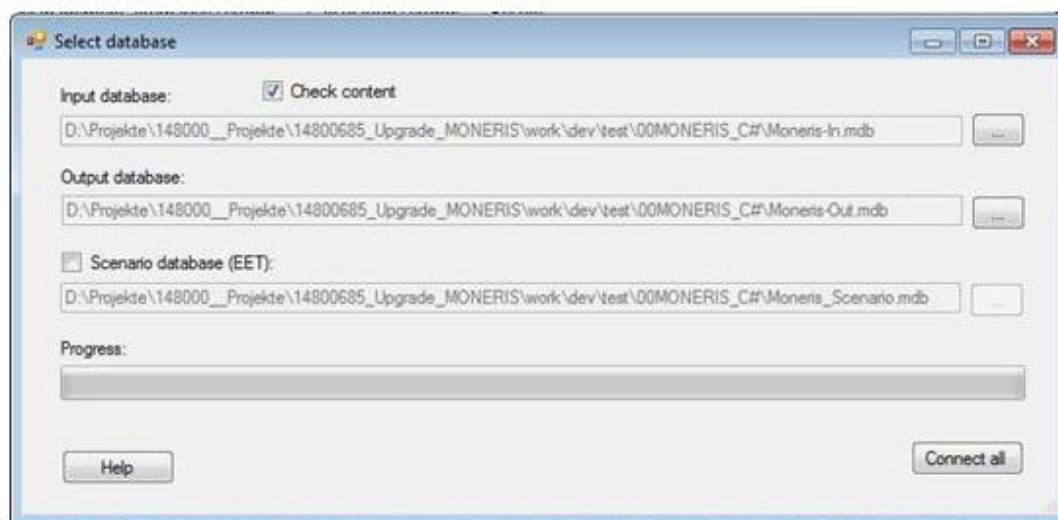 Select database
Input database:
Check content
D:\Projekte\148000__Projekte\14800685_Upgrade_MONERIS\work\dev\test\00MONERIS_C#\Moneris-In.mdb
...
Output database:
D:\Projekte\148000__Projekte\14800685_Upgrade_MONERIS\work\dev\test\00MONERIS_C#\Moneris-Out.mdb
...
Scenario database (EET):
D:\Projekte\148000__Projekte\14800685_Upgrade_MONERIS\work\dev\test\00MONERIS_C#\Moneris_Scenario.mdb
...
Progress:
Help
Connect all